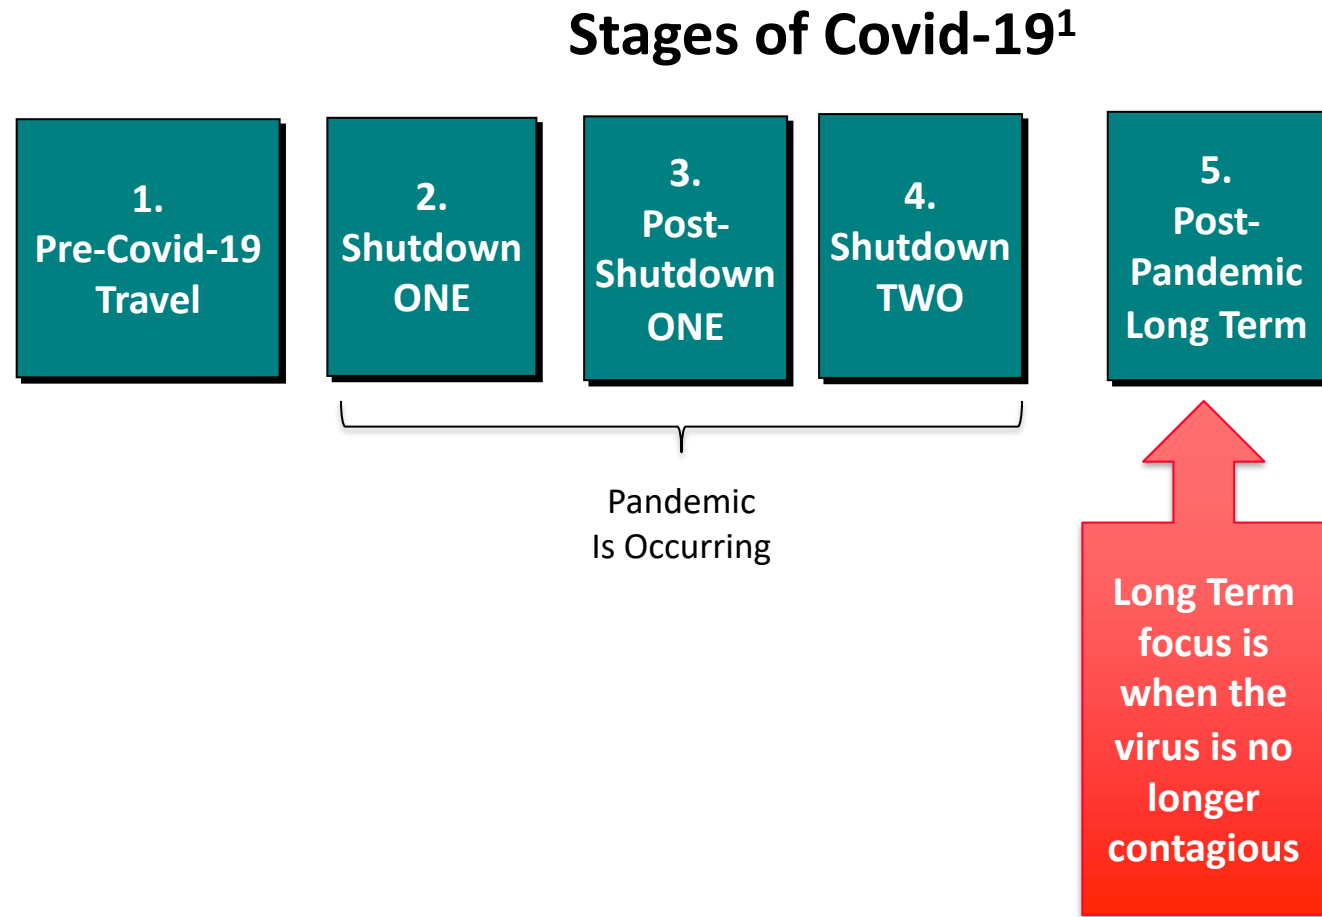 Stages of Covid-19¹
1.
Pre-Covid-19
Travel
2.
Shutdown
ONE
3.
Post-
Shutdown
ONE
4.
Shutdown
TWO
5.
Post-
Pandemic
Long Term
Pandemic
Is Occurring
Long Term
focus is
when the
virus is no
longer
contagious